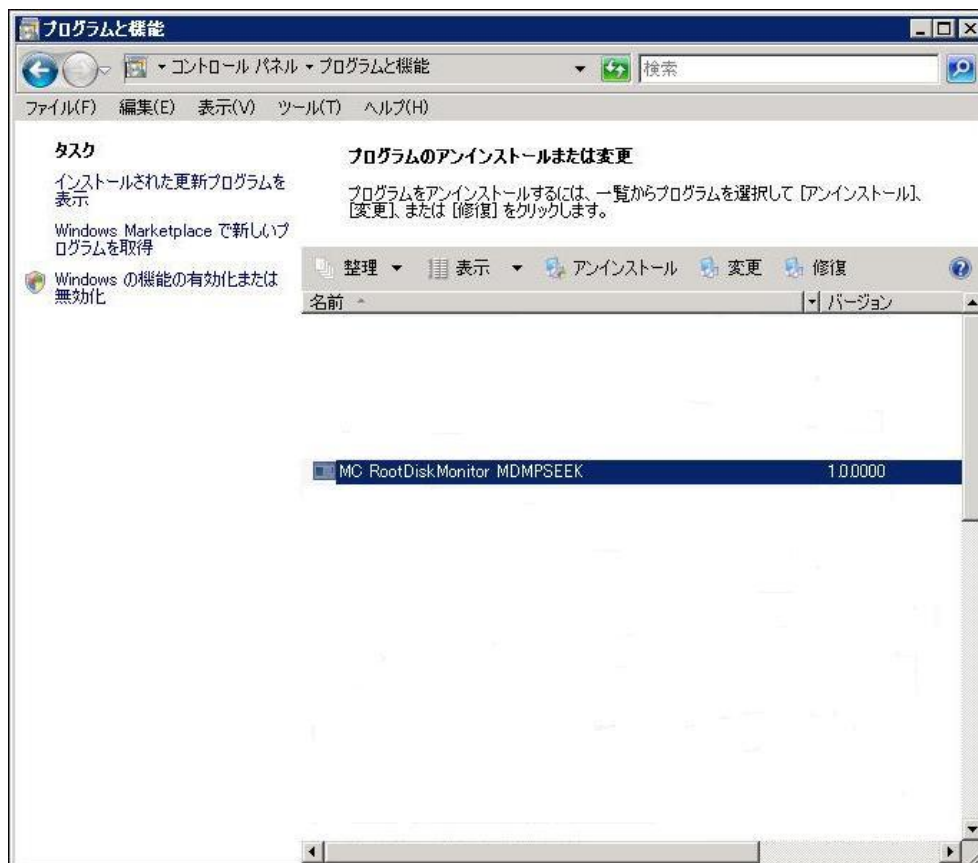 プログラムと機能
コントロール パネル プログラムと機能
検索
ファイル(F) 編集(E) 表示(V) ツール(T) ヘルプ(H)
タスク
インストールされた更新プログラムを
表示
Windows Marketplace で新しいプ
ログラムを取得
Windows の機能の有効化または
無効化
プログラムのアンインストールまたは変更
プログラムをアンインストールするには、一覧からプログラムを選択して [アンインストール]、
[変更]、または [修復] をクリックします。
整理 表示 アンインストール 変更 修復
名前 バージョン
MC RootDiskMonitor MDMPSEEK 1.0.0000